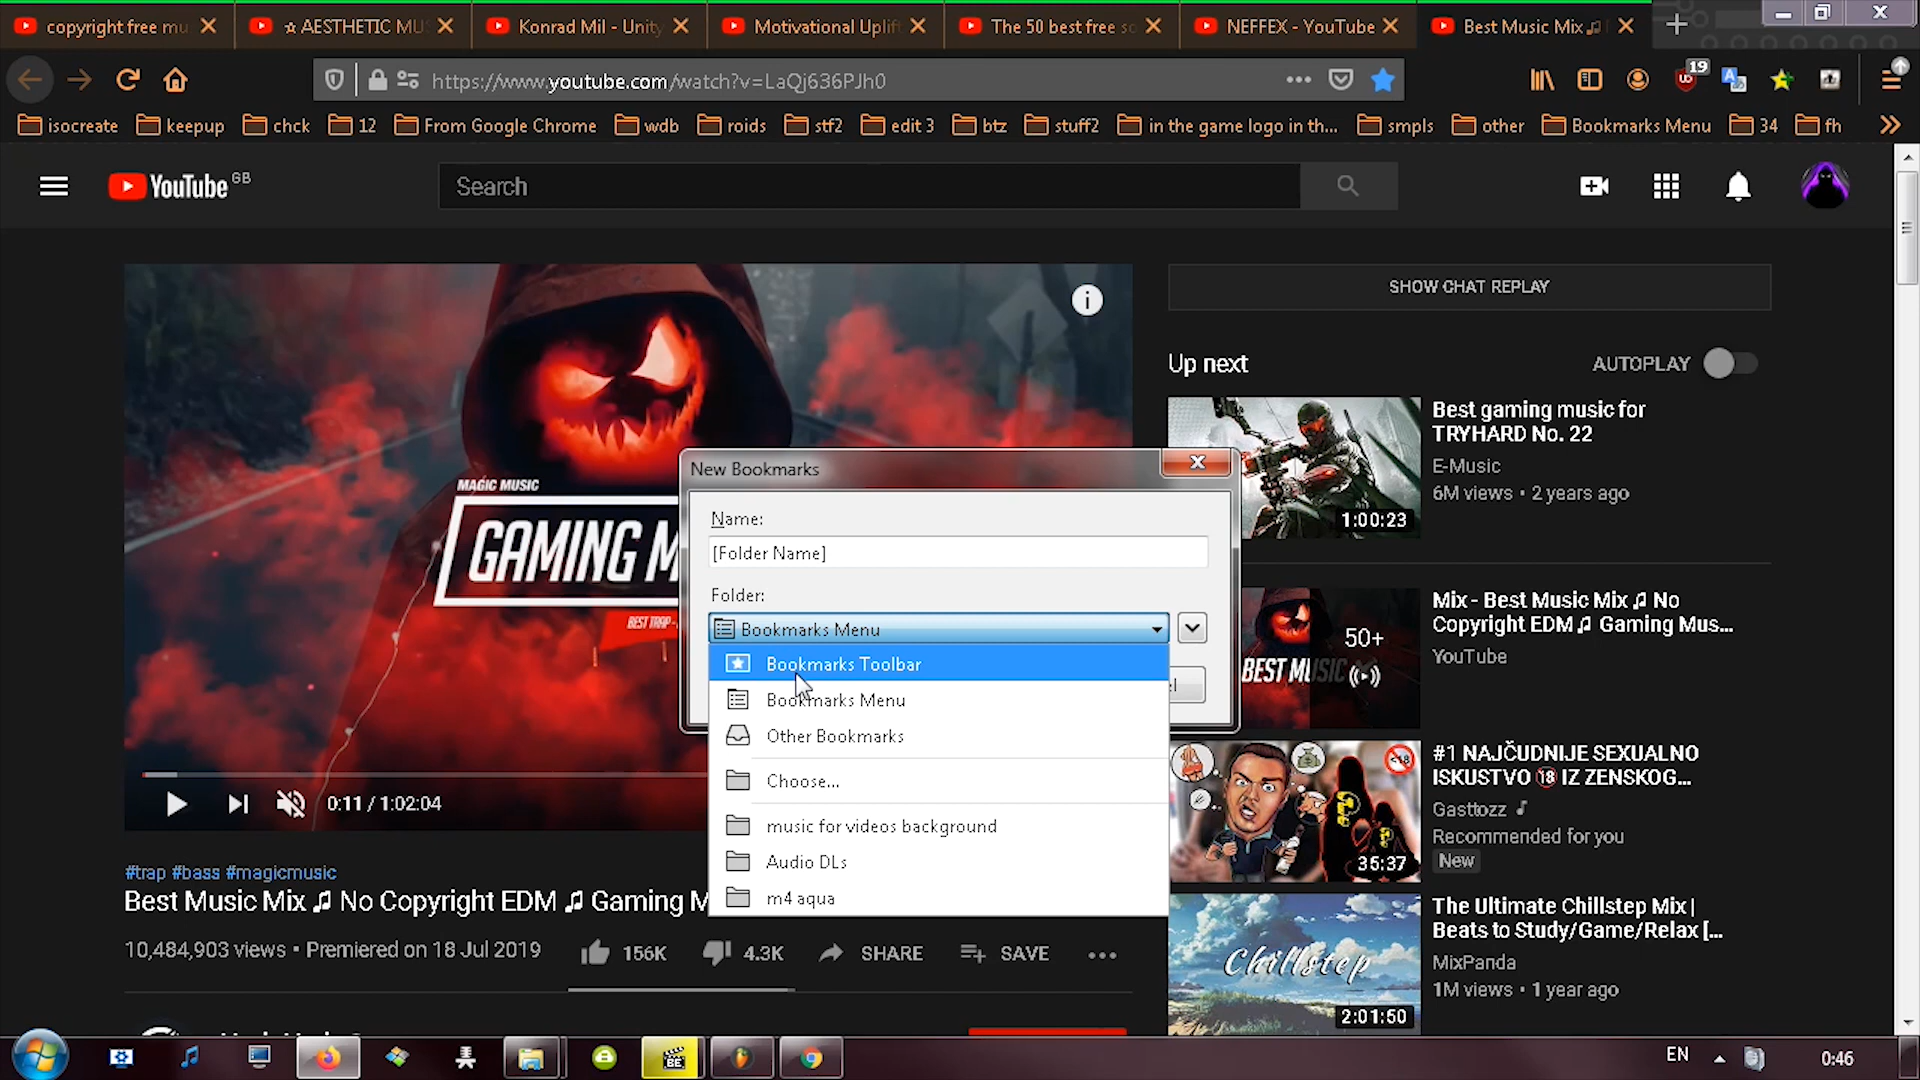 copyright free mu
☆ AESTHETIC MU
Konrad Mil - Unity
Motivational Uplif
The 50 best free so
NEFFEX - YouTube
Best Music Mix ♫
https://www.youtube.com/watch?v=LaQj636PJh0
19
isocreate
keepup
chck
12
From Google Chrome
wdb
roids
stf2
edit 3
btz
stuff2
in the game logo in th...
smpls
other
Bookmarks Menu
34
fh
YouTube GB
Search
SHOW CHAT REPLAY
Up next
AUTOPLAY
MAGIC MUSIC
GAMING M
BEST TRAP -
0:11 / 1:02:04
New Bookmarks
Name:
[Folder Name]
Folder:
Bookmarks Menu
Bookmarks Toolbar
Bookmarks Menu
Other Bookmarks
Choose...
music for videos background
Audio DLs
m4 aqua
Best gaming music for
TRYHARD No. 22
E-Music
6M views • 2 years ago
1:00:23
BEST MUSIC
50+
Mix - Best Music Mix ♫ No
Copyright EDM ♫ Gaming Mus...
YouTube
#1 NAJČUDNIJE SEXUALNO
ISKUSTVO 🔞 IZ ZENSKOG...
Gasttozz ♪
Recommended for you
New
35:37
The Ultimate Chillstep Mix |
Beats to Study/Game/Relax [...
MixPanda
1M views • 1 year ago
Chillstep
2:01:50
#trap #bass #magicmusic
Best Music Mix ♫ No Copyright EDM ♫ Gaming M
10,484,903 views • Premiered on 18 Jul 2019
156K
4.3K
SHARE
SAVE
BE
EN
0:46